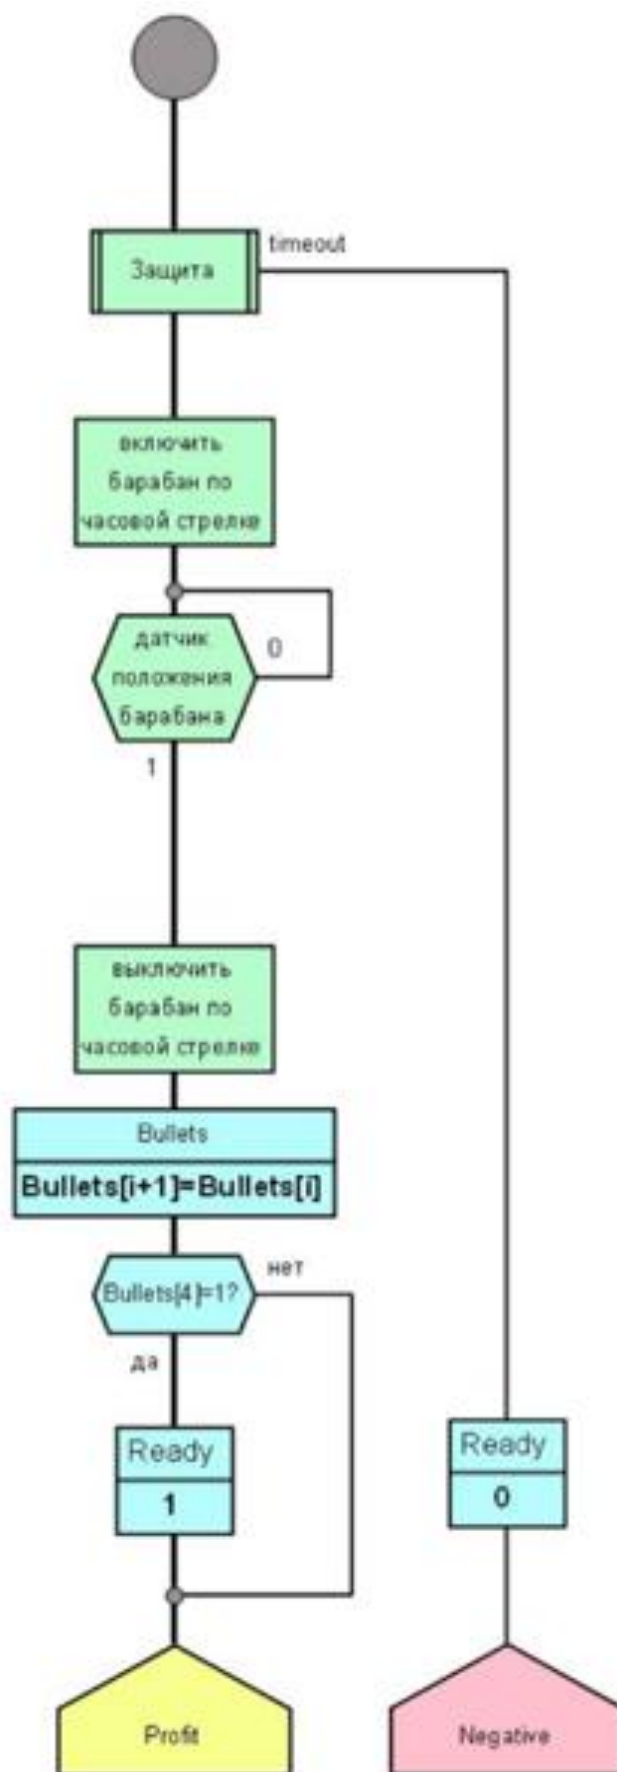 Защита
timeout
включить
барабан по
часовой стрелке
датчик
положения
барабана
0
1
выключить
барабан по
часовой стрелке
Bullets
Bullets[i+1]=Bullets[i]
Bullets[4]=1?
нет
да
Ready
1
Ready
0
Profit
Negative